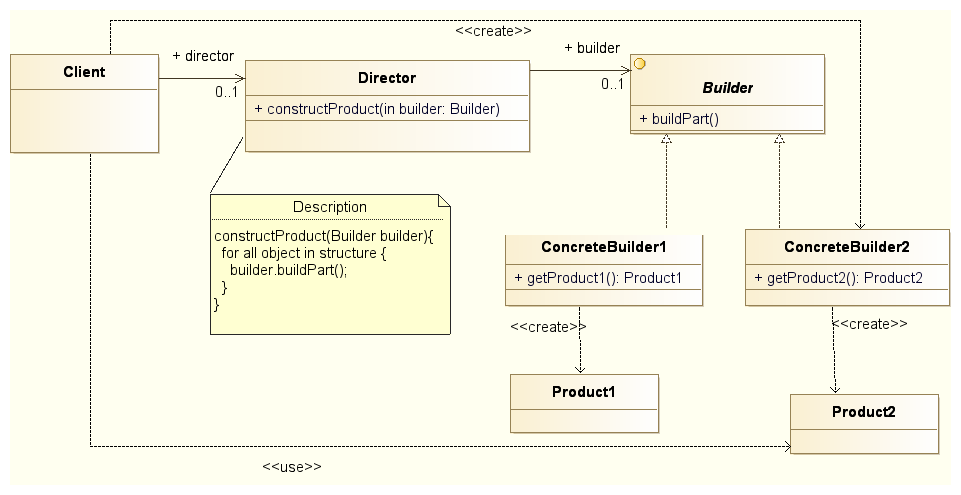 <<create>>
+ director
+ builder
Client
0..1
Director
+ constructProduct(in builder: Builder)
0..1
Builder
+ buildPart()
Description
constructProduct(Builder builder){
for all object in structure {
builder.buildPart();
}
}
ConcreteBuilder1
+ getProduct1(): Product1
ConcreteBuilder2
+ getProduct2(): Product2
<<create>>
<<create>>
Product1
Product2
<<use>>